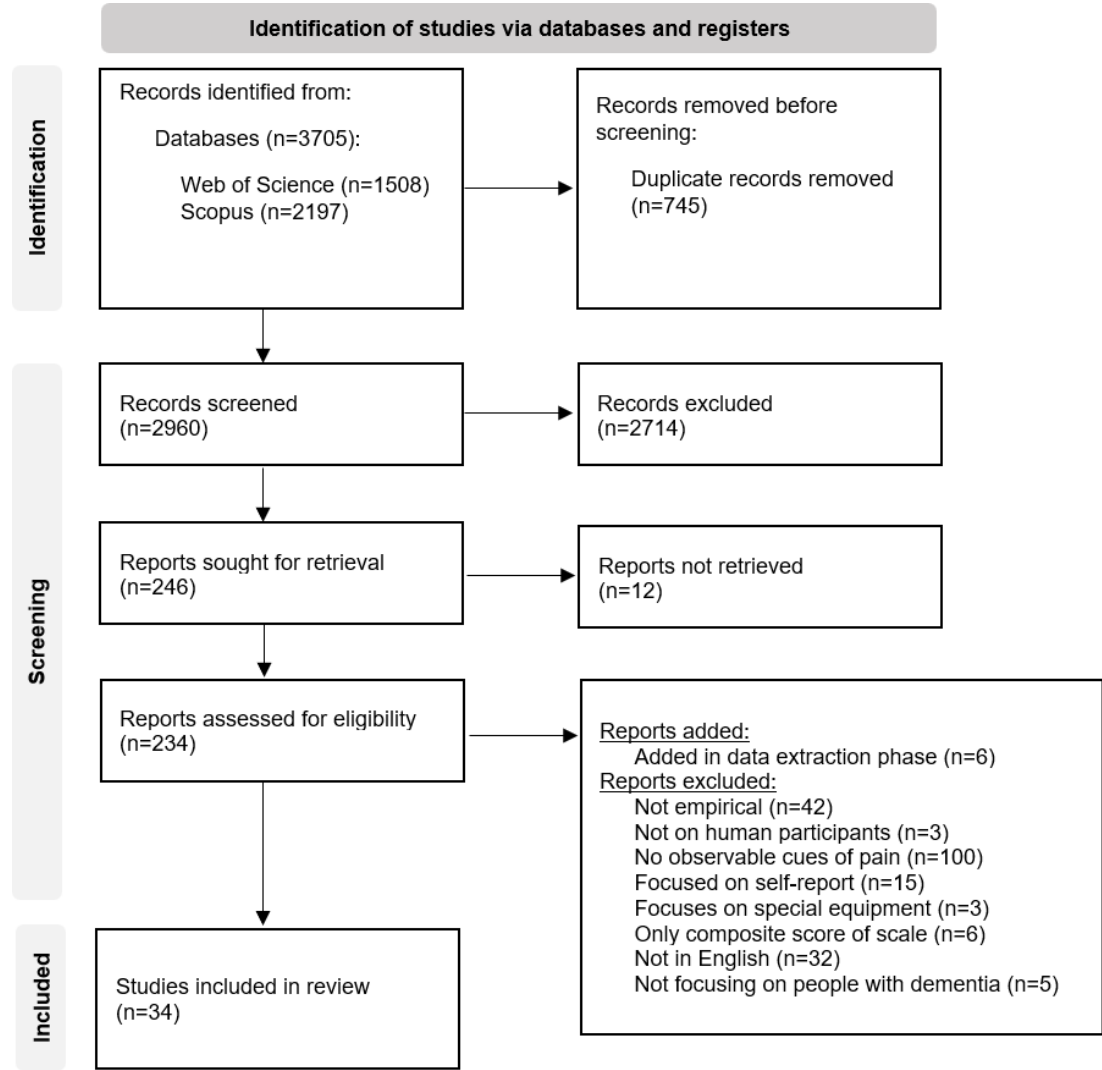 Identification of studies via databases and registers
Identification
Records identified from:
Databases (n=3705):
Web of Science (n=1508)
Scopus (n=2197)
Records removed before
screening:
Duplicate records removed
(n=745)
Screening
Records screened
(n=2960)
Records excluded
(n=2714)
Reports sought for retrieval
(n=246)
Reports not retrieved
(n=12)
Reports assessed for eligibility
(n=234)
Reports added:
Added in data extraction phase (n=6)
Reports excluded:
Not empirical (n=42)
Not on human participants (n=3)
No observable cues of pain (n=100)
Focused on self-report (n=15)
Focuses on special equipment (n=3)
Only composite score of scale (n=6)
Not in English (n=32)
Not focusing on people with dementia (n=5)
Included
Studies included in review
(n=34)